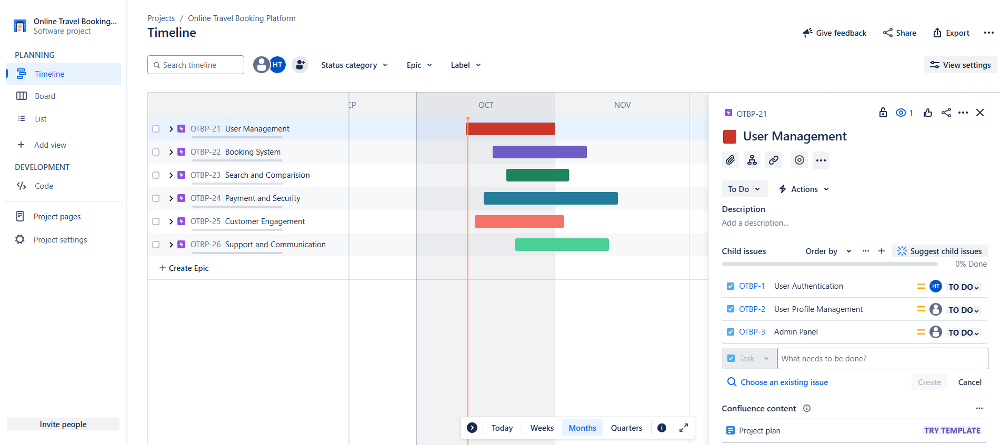 Online Travel Booking...
Software project
PLANNING
Timeline
Board
List
Add view
DEVELOPMENT
Code
Project pages
Project settings
Invite people
Projects / Online Travel Booking Platform
Timeline
Give feedback
Share
Export
Search timeline
HT
Status category
Epic
Label
View settings
EP
OCT
NOV
OTBP-21 User Management
OTBP-22 Booking System
OTBP-23 Search and Comparision
OTBP-24 Payment and Security
OTBP-25 Customer Engagement
OTBP-26 Support and Communication
Create Epic
Today
Weeks
Months
Quarters
OTBP-21
1
User Management
To Do
Actions
Description
Add a description...
Child issues
Order by
Suggest child issues
0% Done
OTBP-1 User Authentication HT TO DO
OTBP-2 User Profile Management TO DO
OTBP-3 Admin Panel TO DO
Task
What needs to be done?
Choose an existing issue
Create
Cancel
Confluence content
Project plan
TRY TEMPLATE